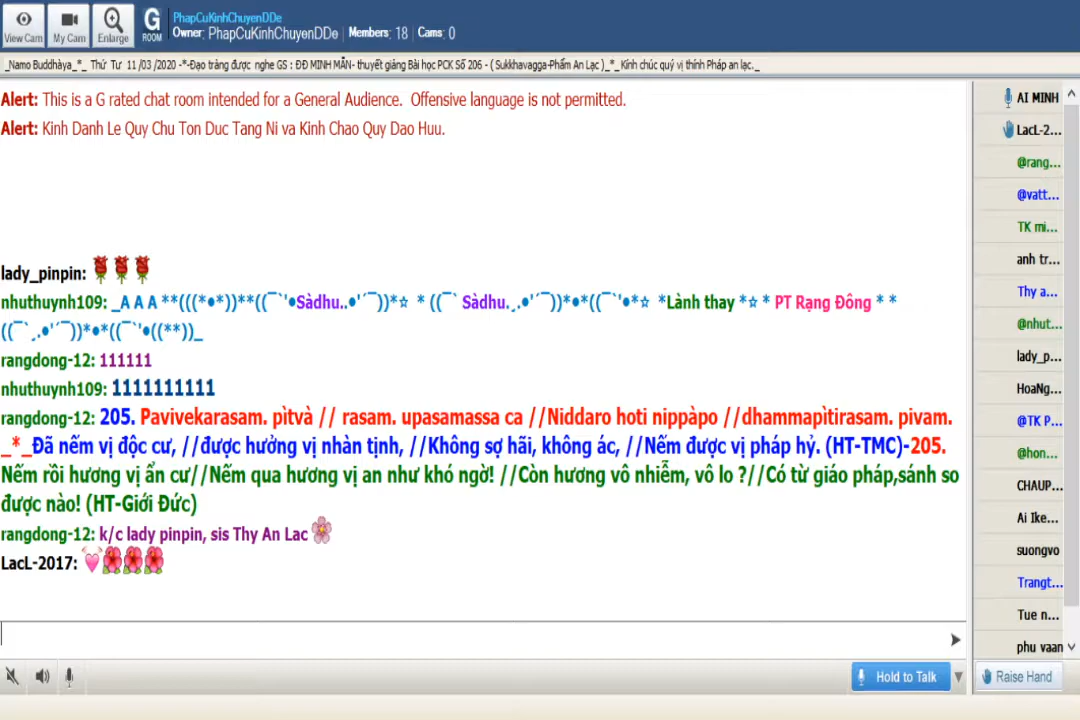 View Cam
My Cam
Enlarge
G
ROOM
PhapCuKinhChuyenDDe
Owner: PhapCuKinhChuyenDDe | Members: 18 | Cams: 0
_Namo Buddhàya_*_ Thứ Tư 11 /03 /2020 -*-Đạo tràng được nghe GS : ĐĐ MINH MẪN- thuyết giảng Bài học PCK Số 206 - ( Sukkhavagga-Phẩm An Lạc )_*_Kính chúc quý vị thính Pháp an lạc._
Alert: This is a G rated chat room intended for a General Audience. Offensive language is not permitted.
Alert: Kinh Danh Le Quy Chu Ton Duc Tang Ni va Kinh Chao Quy Dao Huu.
lady_pinpin:
nhuthuynh109: _A A A **(((*•*))**((¯`'•Sàdhu..•'´¯))*☆ * ((¯` Sàdhu.¸.•'´¯))*•*((¯`'•*☆ *Lành thay *☆ * PT Rạng Đông * *
((¯`¸.•'´¯))*•*((¯`'•((**))_
rangdong-12: 111111
nhuthuynh109: 1111111111
rangdong-12: 205. Pavivekarasam. pìtvà // rasam. upasamassa ca //Niddaro hoti nippàpo //dhammapìtirasam. pivam.
_*_Đã nếm vị độc cư, //được hưởng vị nhàn tịnh, //Không sợ hãi, không ác, //Nếm được vị pháp hỷ. (HT-TMC)-205.
Nếm rồi hương vị ẩn cư//Nếm qua hương vị an như khó ngờ! //Còn hương vô nhiễm, vô lo ?//Có từ giáo pháp,sánh so
được nào! (HT-Giới Đức)
rangdong-12: k/c lady pinpin, sis Thy An Lac
LacL-2017:
AI MINH
LacL-2...
@rang...
@vatt...
TK mi...
anh tr...
Thy a...
@nhut...
lady_p...
HoaNg...
@TK P...
@hon...
CHAUP...
Ai Ike...
suongvo
Trangt...
Tue n...
phu vaan
Hold to Talk
Raise Hand